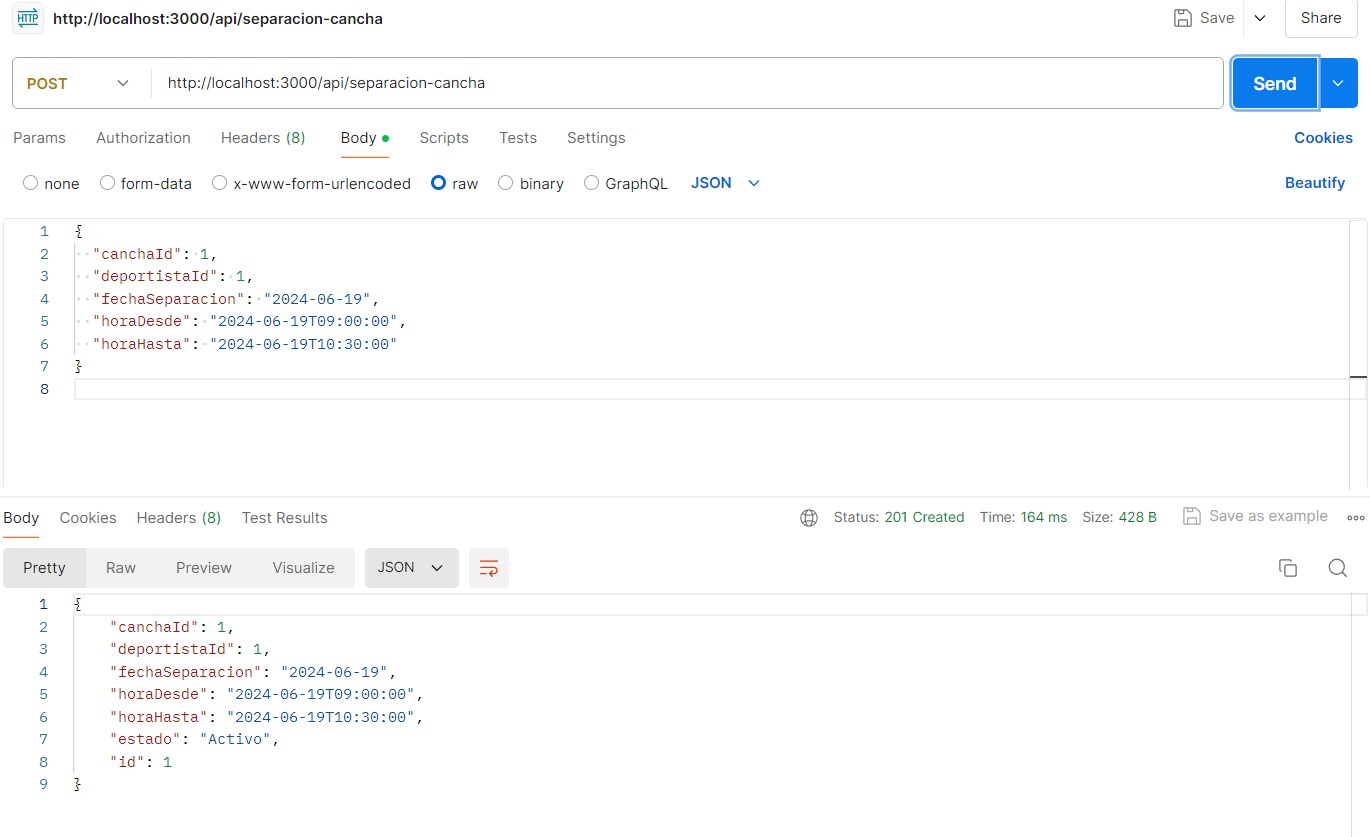 HTTP http://localhost:3000/api/separacion-cancha Save Share
POST http://localhost:3000/api/separacion-cancha Send
Params Authorization Headers (8) Body Scripts Tests Settings Cookies
none form-data x-www-form-urlencoded raw binary GraphQL JSON Beautify
1 {
2 "canchaId": 1,
3 "deportistaId": 1,
4 "fechaSeparacion": "2024-06-19",
5 "horaDesde": "2024-06-19T09:00:00",
6 "horaHasta": "2024-06-19T10:30:00"
7 }
8
Body Cookies Headers (8) Test Results Status: 201 Created Time: 164 ms Size: 428 B Save as example
Pretty Raw Preview Visualize JSON
1 {
2 "canchaId": 1,
3 "deportistaId": 1,
4 "fechaSeparacion": "2024-06-19",
5 "horaDesde": "2024-06-19T09:00:00",
6 "horaHasta": "2024-06-19T10:30:00",
7 "estado": "Activo",
8 "id": 1
9 }